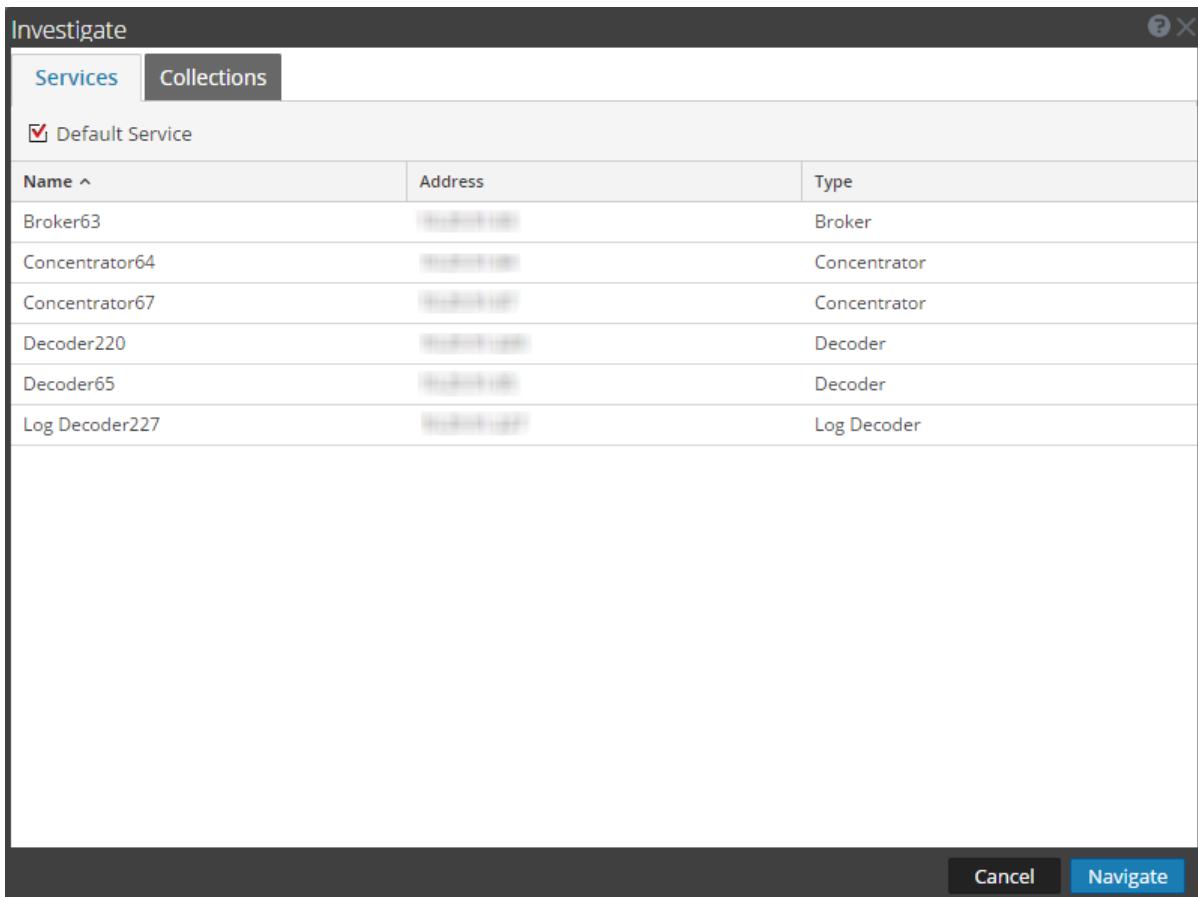 Investigate
Services Collections
Default Service
Name Address Type
Broker63 Broker
Concentrator64 Concentrator
Concentrator67 Concentrator
Decoder220 Decoder
Decoder65 Decoder
Log Decoder227 Log Decoder
Cancel Navigate